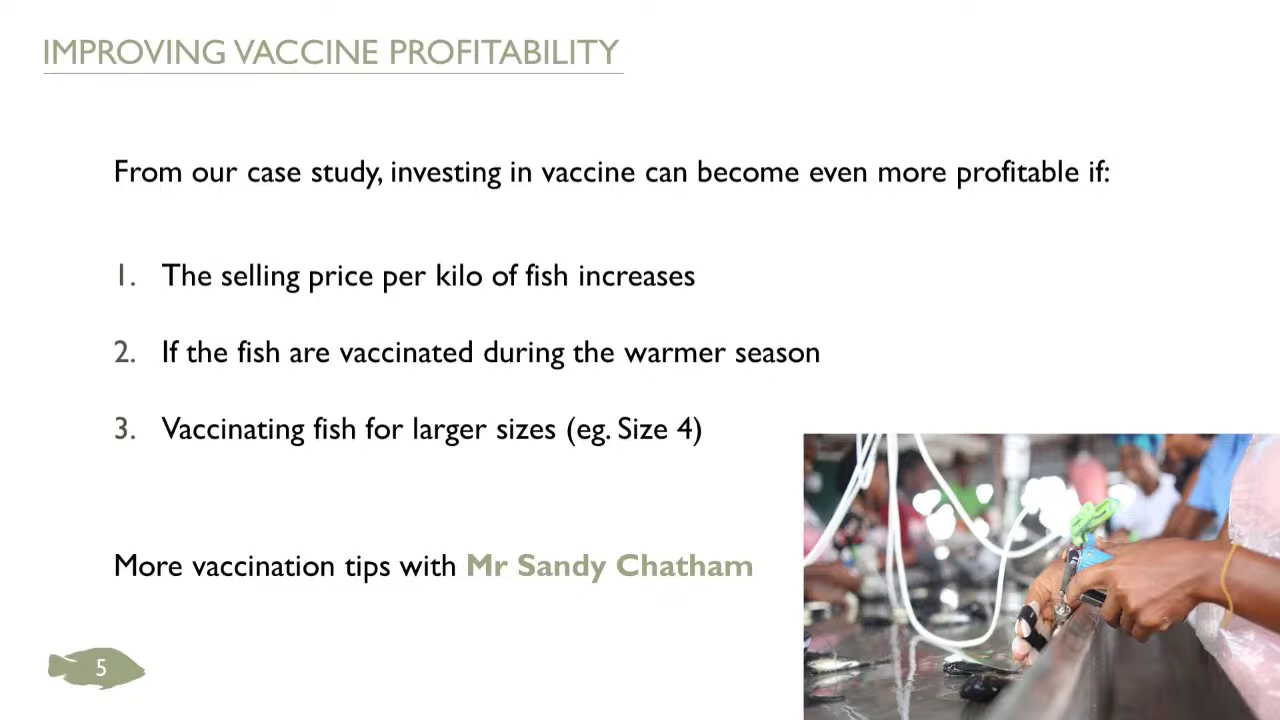 IMPROVING VACCINE PROFITABILITY
From our case study, investing in vaccine can become even more profitable if:
1. The selling price per kilo of fish increases
2. If the fish are vaccinated during the warmer season
3. Vaccinating fish for larger sizes (eg. Size 4)
More vaccination tips with Mr Sandy Chatham
5